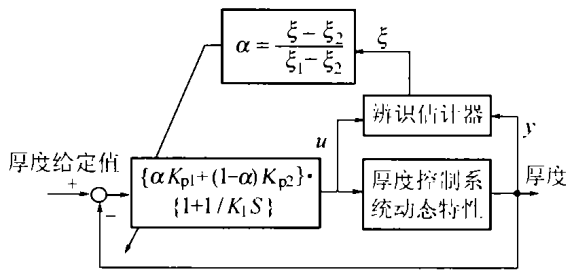 α = (ξ − ξ₂) / (ξ₁ − ξ₂)
ξ
辨识估计器
u
y
厚度给定值
+
−
{αKp1+(1-α)Kp2}·
{1+1/K₁S}
厚度控制系
统动态特性
厚度